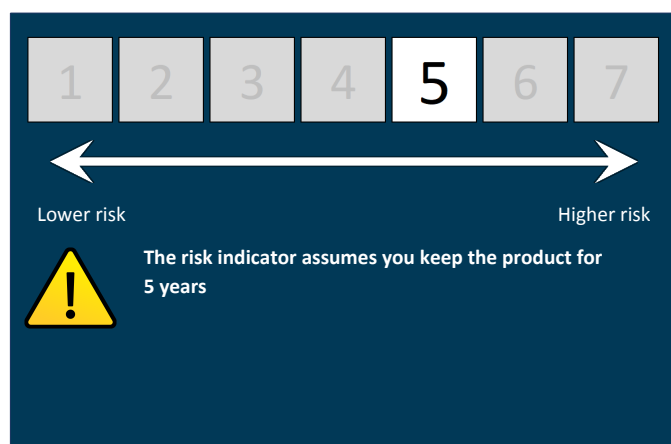 1 2 3 4 5 6 7
Lower risk Higher risk
!
The risk indicator assumes you keep the product for
5 years